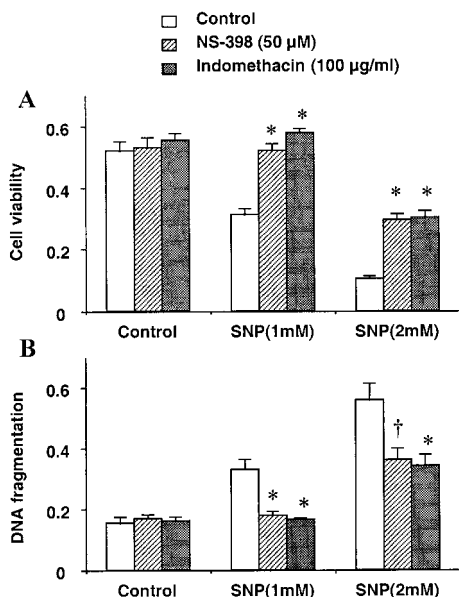 Control
NS-398 (50 µM)
Indomethacin (100 µg/ml)
A
Cell viability
0.6
0.4
0.2
0
* *
* *
Control SNP(1mM) SNP(2mM)
B
DNA fragmentation
0.6
0.4
0.2
0
* *
† *
Control SNP(1mM) SNP(2mM)